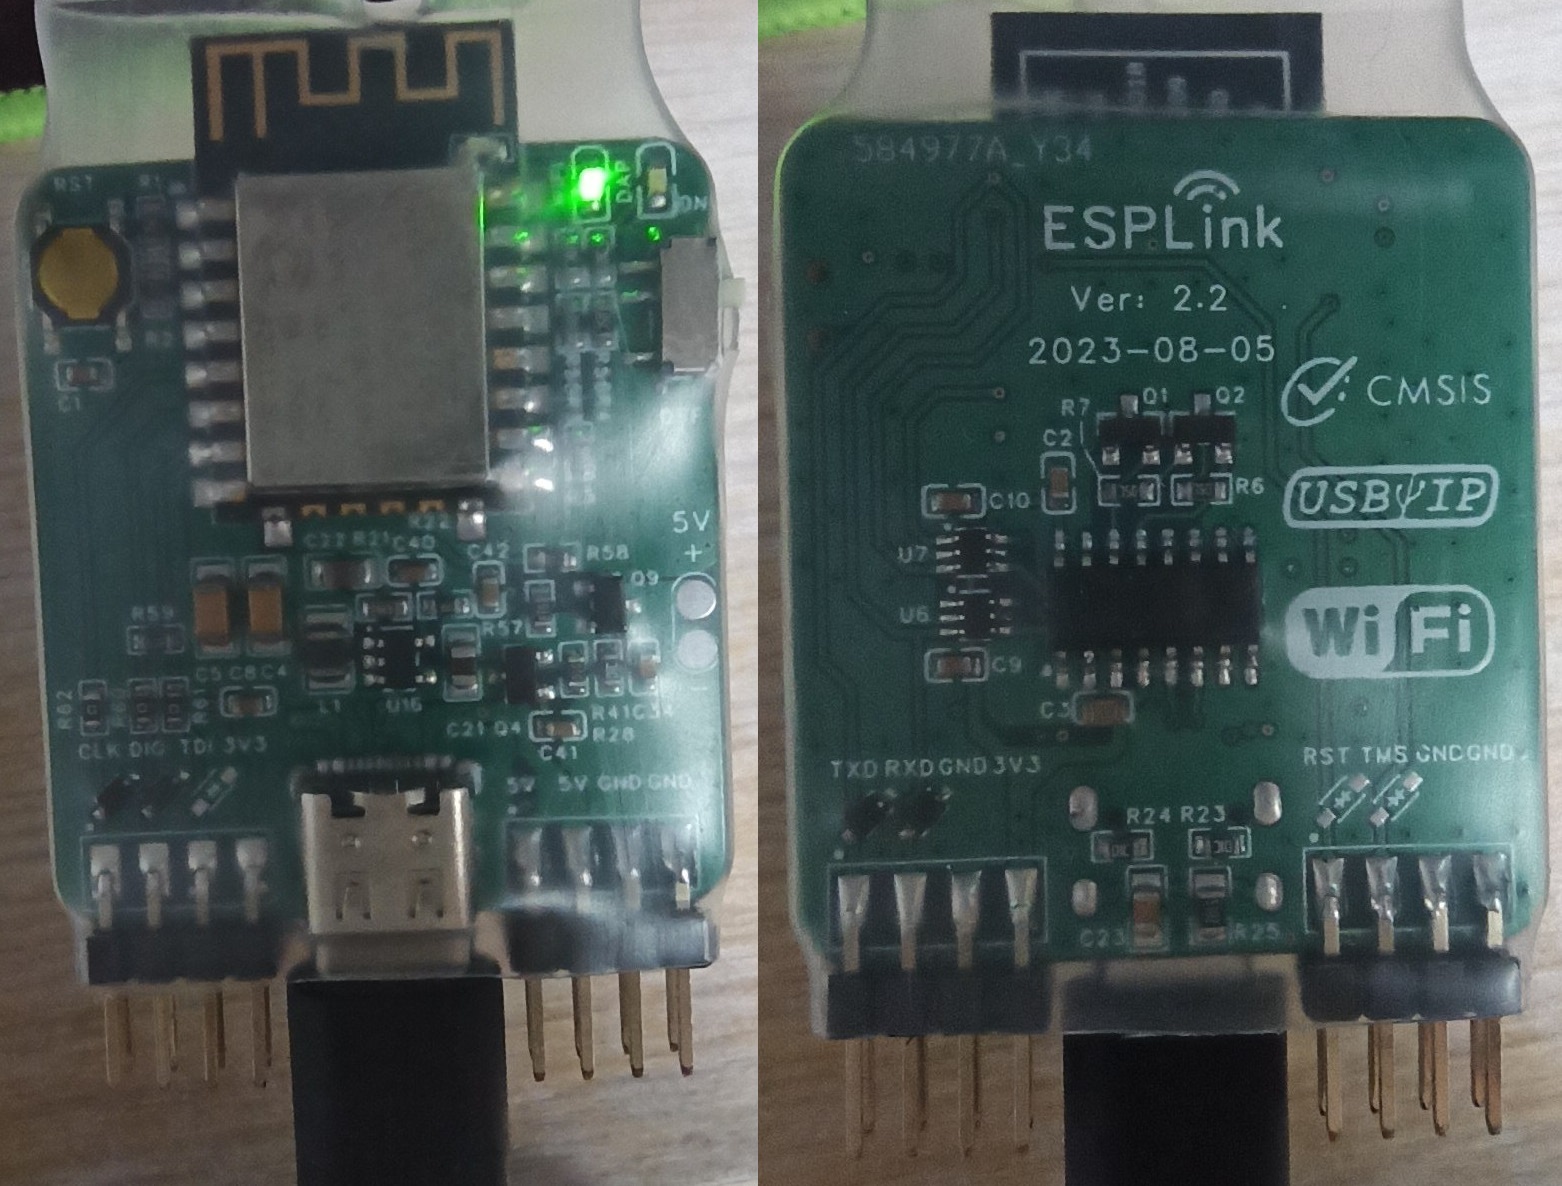 RST
R1
DAP
ON
R2
C1
R22
5V
+
C22 R21 C40
C42
R58
Q9
R59
R57
C5 C8 C4
R62
R61
L1
U16
C21 Q4
R41
R28
C41
CLK DIO TDI 3V3
5V 5V GND GND
584977A_Y34
ESPLink
Ver: 2.2
2023-08-05
CMSIS
R7
Q1
Q2
C2
C10
R6
USB IP
U7
U6
WiFi
C9
C3
TXD RXD GND 3V3
RST TMS GND GND
R24 R23
C23
R25